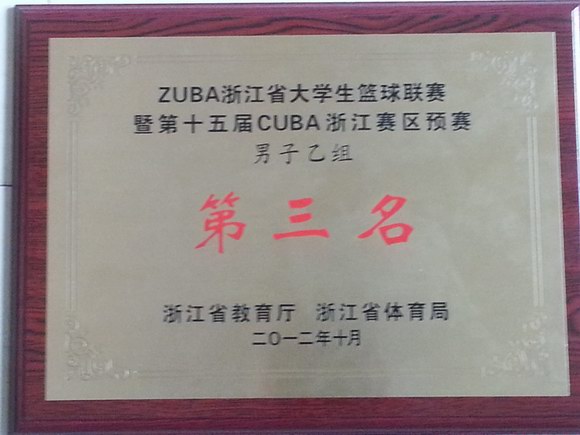 ZUBA浙江省大学生篮球联赛
暨第十五届CUBA浙江赛区预赛
男子乙组
第三名
浙江省教育厅 浙江省体育局
二〇一二年十月